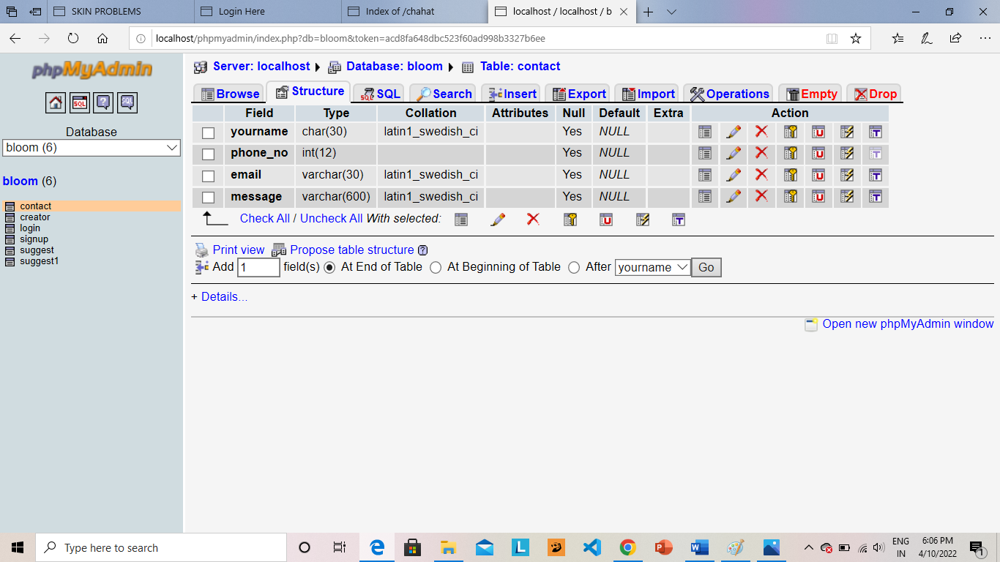 SKIN PROBLEMS
Login Here
Index of /chahat
localhost / localhost / b
localhost/phpmyadmin/index.php?db=bloom&token=acd8fa648dbc523f60ad998b3327b6ee
phpMyAdmin
SQL
SQL
Database
bloom (6)
bloom (6)
contact
creator
login
signup
suggest
suggest1
Server: localhost Database: bloom Table: contact
Browse Structure SQL Search Insert Export Import Operations Empty Drop
Field Type Collation Attributes Null Default Extra Action
yourname char(30) latin1_swedish_ci Yes NULL
phone_no int(12) Yes NULL
email varchar(30) latin1_swedish_ci Yes NULL
message varchar(600) latin1_swedish_ci Yes NULL
Check All / Uncheck All With selected:
Print view Propose table structure
Add 1 field(s) At End of Table At Beginning of Table After yourname Go
+ Details...
Open new phpMyAdmin window
Type here to search
ENG
IN
6:06 PM
4/10/2022
1